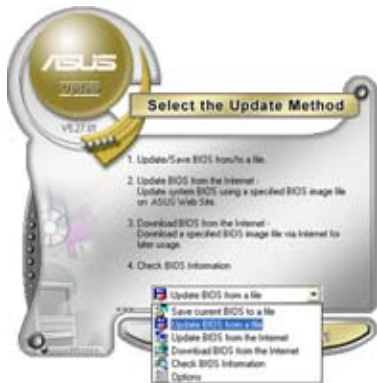 ASUS
Update
Select the Update Method
1. Update/Save BIOS from/to a file.
2. Update BIOS from the Internet -
Update system BIOS using a specified BIOS image file
on ASUS Web Site.
3. Download BIOS from the Internet -
Download a specified BIOS image file via Internet for
later usage.
4. Check BIOS Information
Update BIOS from a file
Save current BIOS to a file
Update BIOS from a file
Update BIOS from the Internet
Download BIOS from the Internet
Check BIOS Information
Options